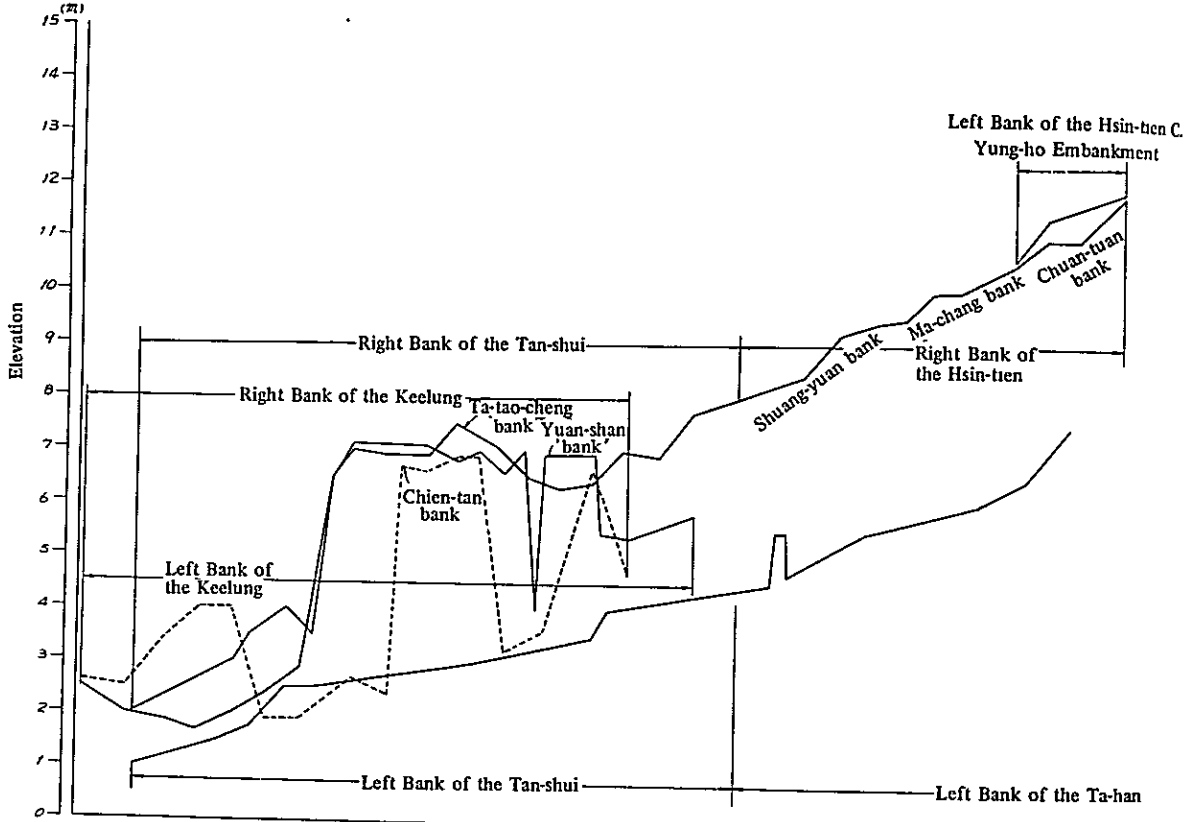 (m)
15
14
13
12
11
10
9
8
7
6
5
4
3
2
1
0
Elevation
Left Bank of the Hsin-tien C.
Yung-ho Embankment
Chuan-tuan
bank
Ma-chang bank
Shuang-yuan bank
Right Bank of the Tan-shui
Right Bank of
the Hsin-tien
Right Bank of the Keelung
Ta-tao-cheng
bank
Yuan-shan
bank
Chien-tan
bank
Left Bank of
the Keelung
Left Bank of the Tan-shui
Left Bank of the Ta-han